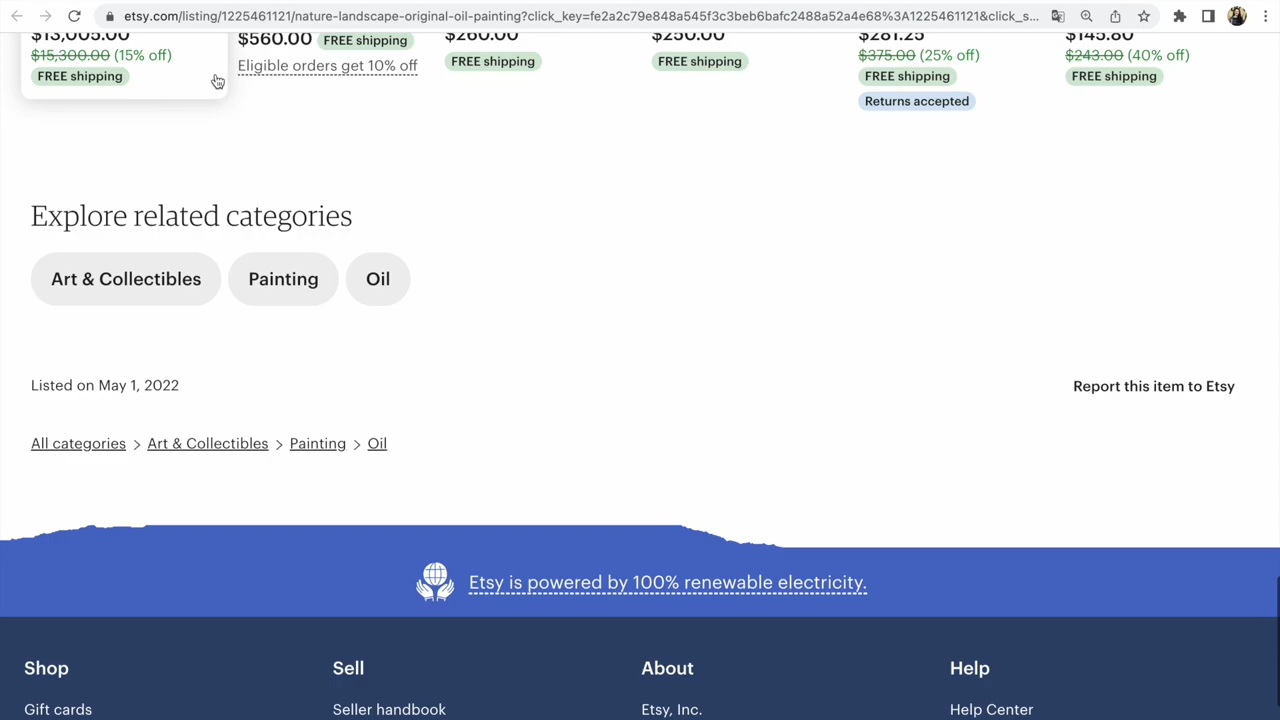 etsy.com/listing/1225461121/nature-landscape-original-oil-painting?click_key=fe2a2c79e848a545f3c3beb6bafc2488a52a4e68%3A1225461121&click_s...
$13,005.00
$15,300.00 (15% off)
FREE shipping
$560.00 FREE shipping
Eligible orders get 10% off
$260.00
FREE shipping
$250.00
FREE shipping
$281.25
$375.00 (25% off)
FREE shipping
Returns accepted
$145.80
$243.00 (40% off)
FREE shipping
Explore related categories
Art & Collectibles Painting Oil
Listed on May 1, 2022
Report this item to Etsy
All categories > Art & Collectibles > Painting > Oil
Etsy is powered by 100% renewable electricity.
Shop Sell About Help
Gift cards Seller handbook Etsy, Inc. Help Center